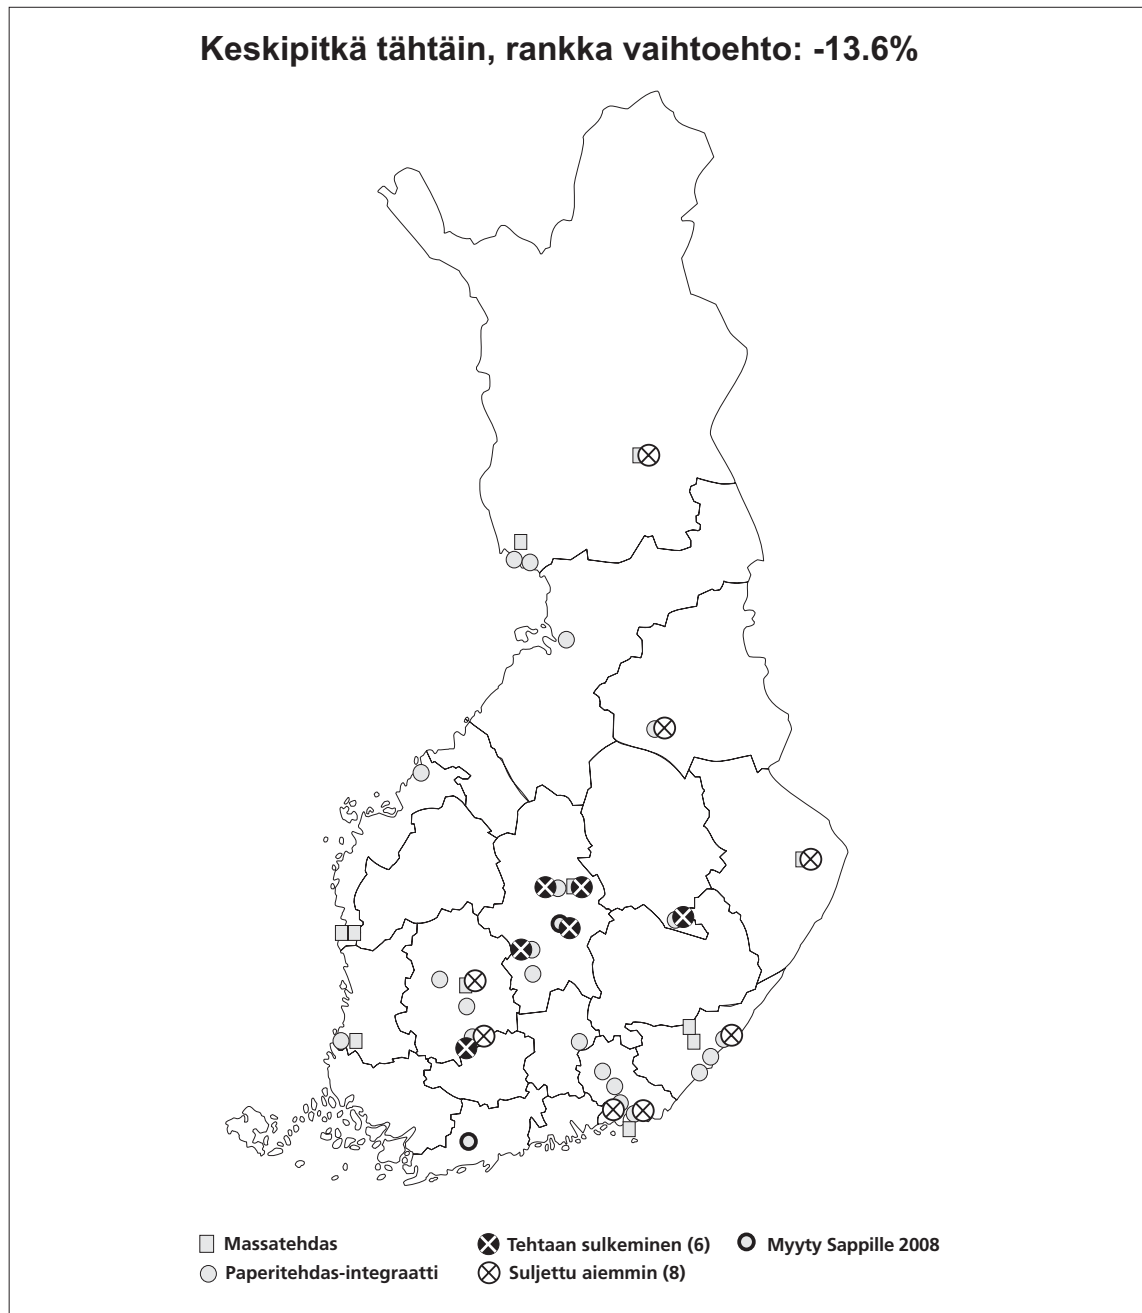 Keskipitkä tähtäin, rankka vaihtoehto: -13.6%
Massatehdas
Tehtaan sulkeminen (6)
Myyty Sappille 2008
Paperitehdas-integraatti
Suljettu aiemmin (8)